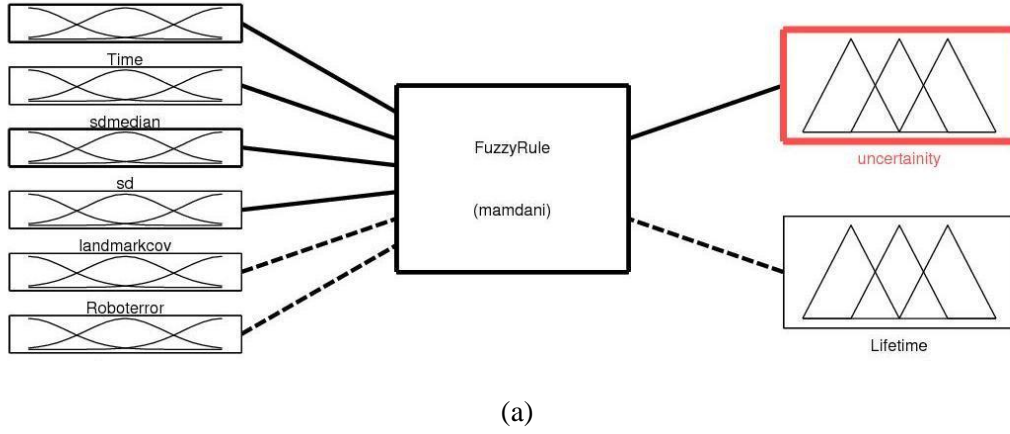 Time
sdmedian
sd
landmarkcov
Roboterror
FuzzyRule
(mamdani)
uncertainity
Lifetime
(a)